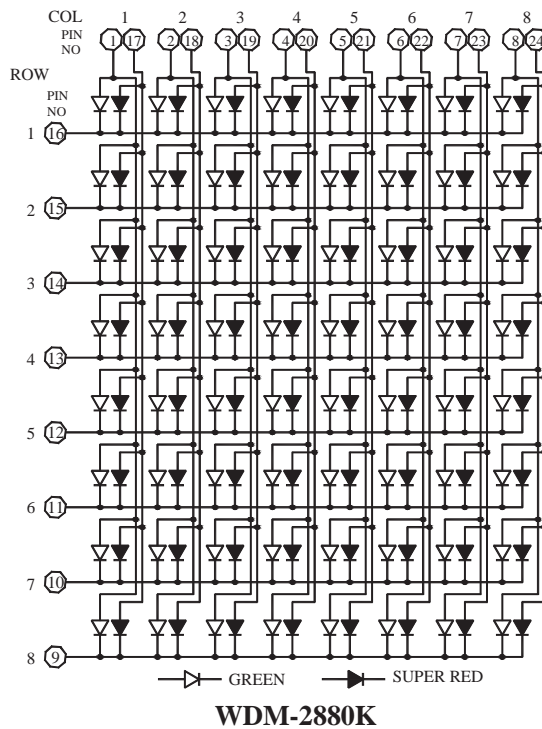 COL 1 2 3 4 5 6 7 8
PIN NO 1 17 2 18 3 19 4 20 5 21 6 22 7 23 8 24
ROW
PIN
NO
1 16
2 15
3 14
4 13
5 12
6 11
7 10
8 9
GREEN SUPER RED
WDM-2880K